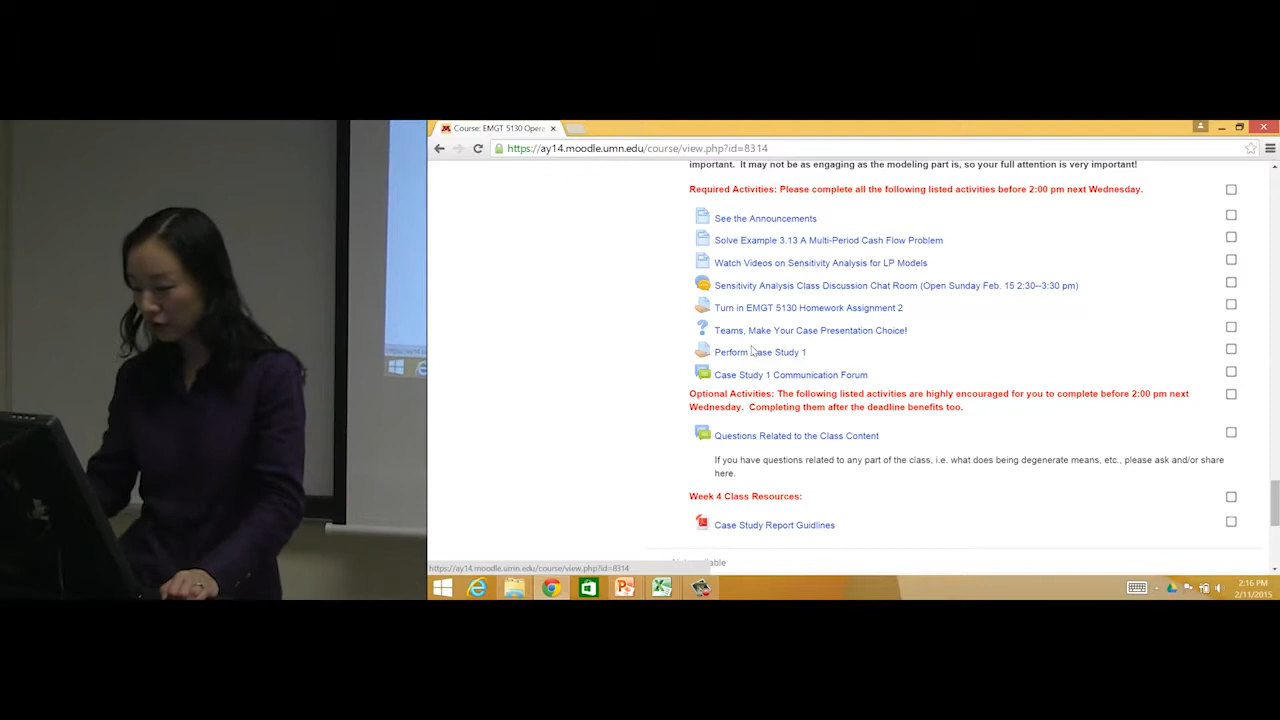 Course: EMGT 5130 Opera
https://ay14.moodle.umn.edu/course/view.php?id=8314
important. It may not be as engaging as the modeling part is, so your full attention is very important!
Required Activities: Please complete all the following listed activities before 2:00 pm next Wednesday.
See the Announcements
Solve Example 3.13 A Multi-Period Cash Flow Problem
Watch Videos on Sensitivity Analysis for LP Models
Sensitivity Analysis Class Discussion Chat Room (Open Sunday Feb. 15 2:30--3:30 pm)
Turn in EMGT 5130 Homework Assignment 2
Teams, Make Your Case Presentation Choice!
Perform Case Study 1
Case Study 1 Communication Forum
Optional Activities: The following listed activities are highly encouraged for you to complete before 2:00 pm next
Wednesday. Completing them after the deadline benefits too.
Questions Related to the Class Content
If you have questions related to any part of the class, i.e. what does being degenerate means, etc., please ask and/or share
here.
Week 4 Class Resources:
Case Study Report Guidlines
https://ay14.moodle.umn.edu/course/view.php?id=8314
2:16 PM
2/11/2015